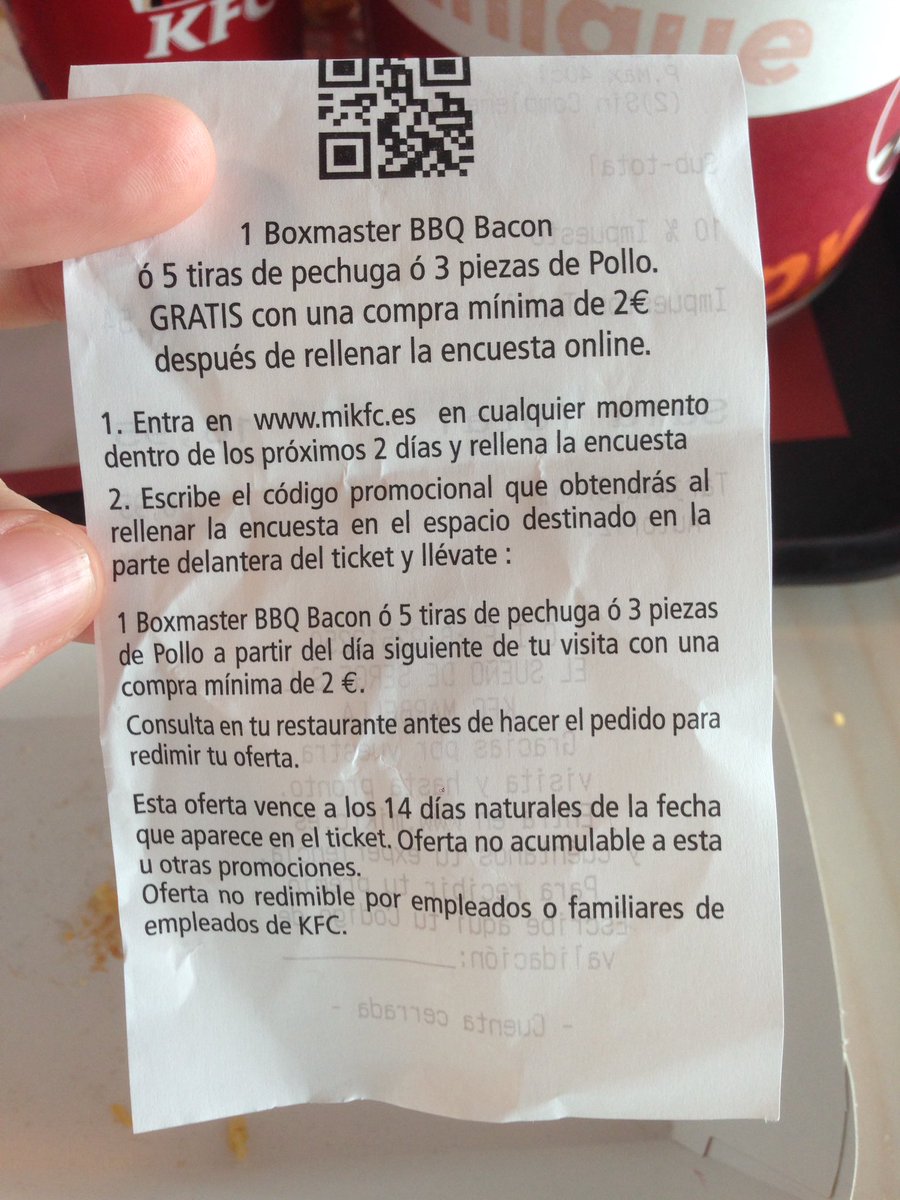 KFC
nique
1 Boxmaster BBQ Bacon
ó 5 tiras de pechuga ó 3 piezas de Pollo.
GRATIS con una compra mínima de 2€
después de rellenar la encuesta online.
1. Entra en www.mikfc.es en cualquier momento
dentro de los próximos 2 días y rellena la encuesta
2. Escribe el código promocional que obtendrás al
rellenar la encuesta en el espacio destinado en la
parte delantera del ticket y llévate :
1 Boxmaster BBQ Bacon ó 5 tiras de pechuga ó 3 piezas
de Pollo a partir del día siguiente de tu visita con una
compra mínima de 2 €.
Consulta en tu restaurante antes de hacer el pedido para
redimir tu oferta.
Esta oferta vence a los 14 días naturales de la fecha
que aparece en el ticket. Oferta no acumulable a esta
u otras promociones.
Oferta no redimible por empleados o familiares de
empleados de KFC.